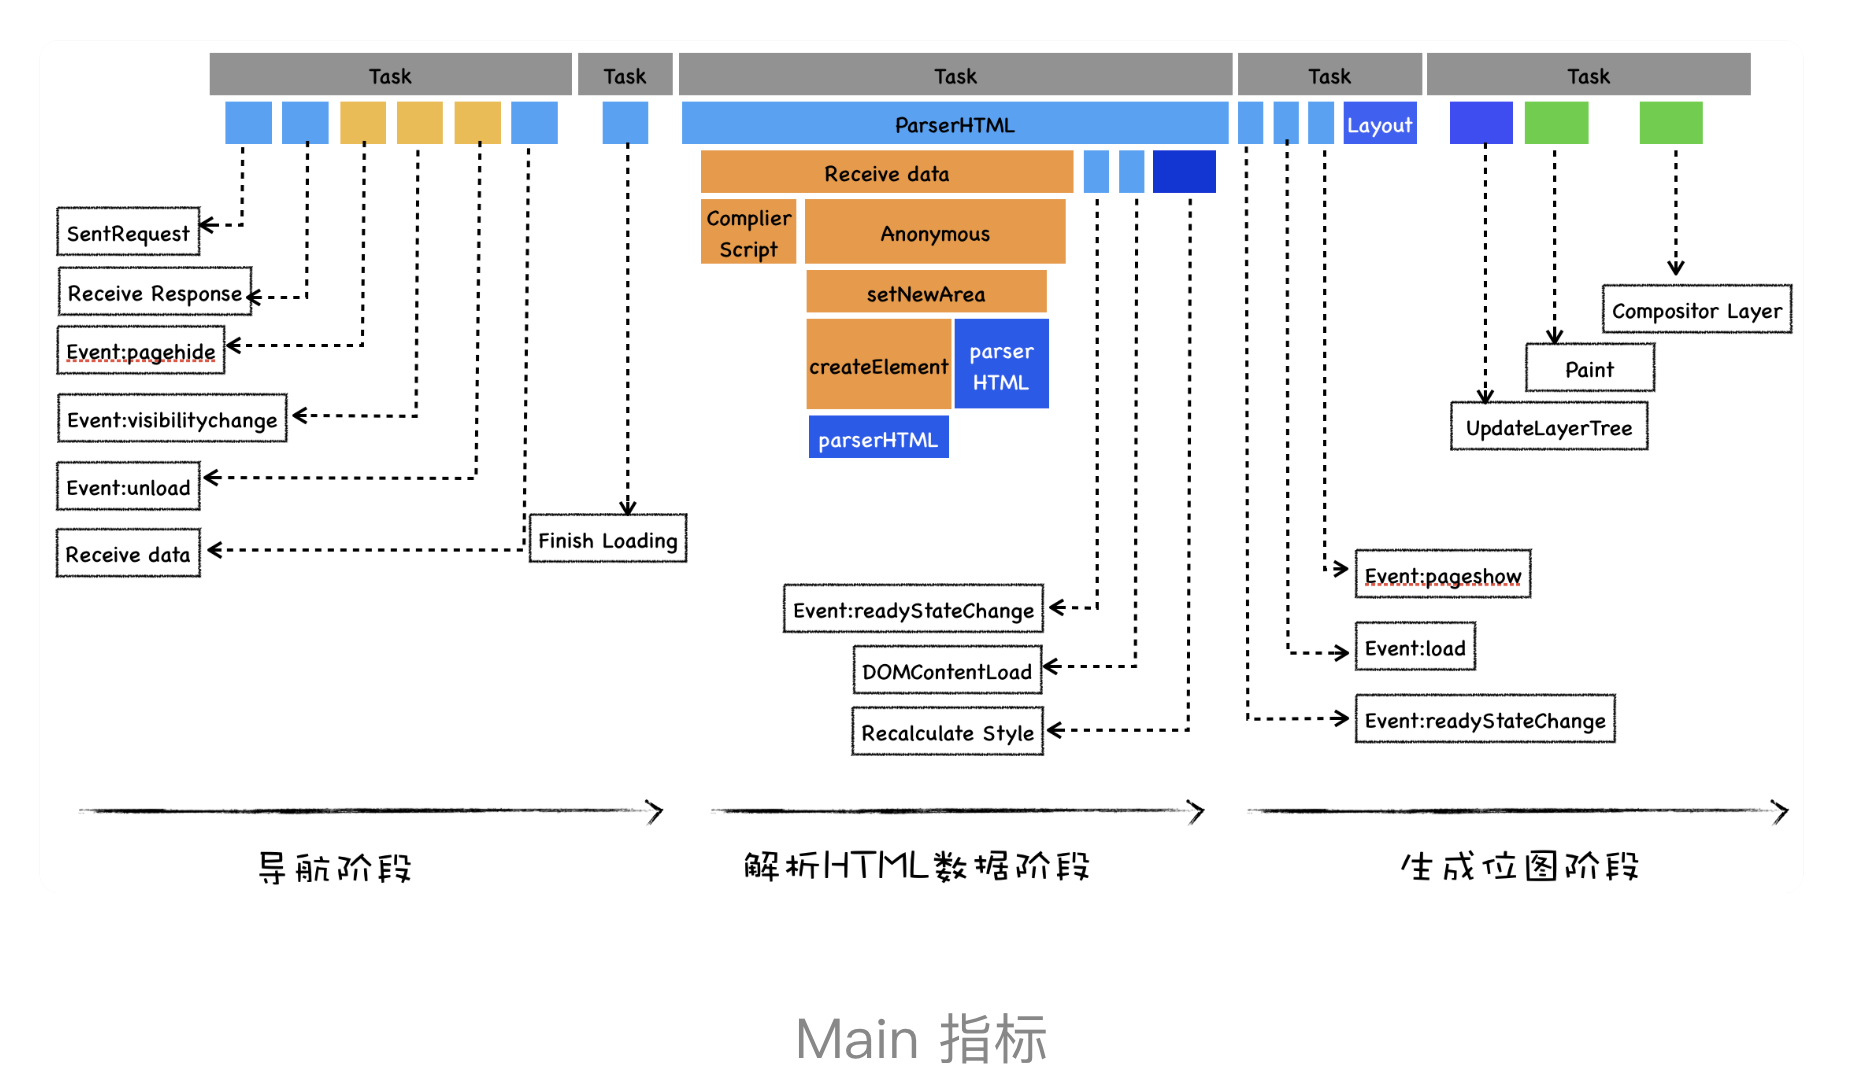 Task
Task
Task
Task
Task
ParserHTML
Layout
Receive data
Complier
Script
Anonymous
setNewArea
createElement
parser
HTML
parserHTML
SentRequest
Receive Response
Event:pagehide
Event:visibilitychange
Event:unload
Receive data
Finish Loading
Event:readyStateChange
DOMContentLoad
Recalculate Style
Compositor Layer
Paint
UpdateLayerTree
Event:pageshow
Event:load
Event:readyStateChange
导航阶段
解析HTML数据阶段
生成位图阶段
Main 指标